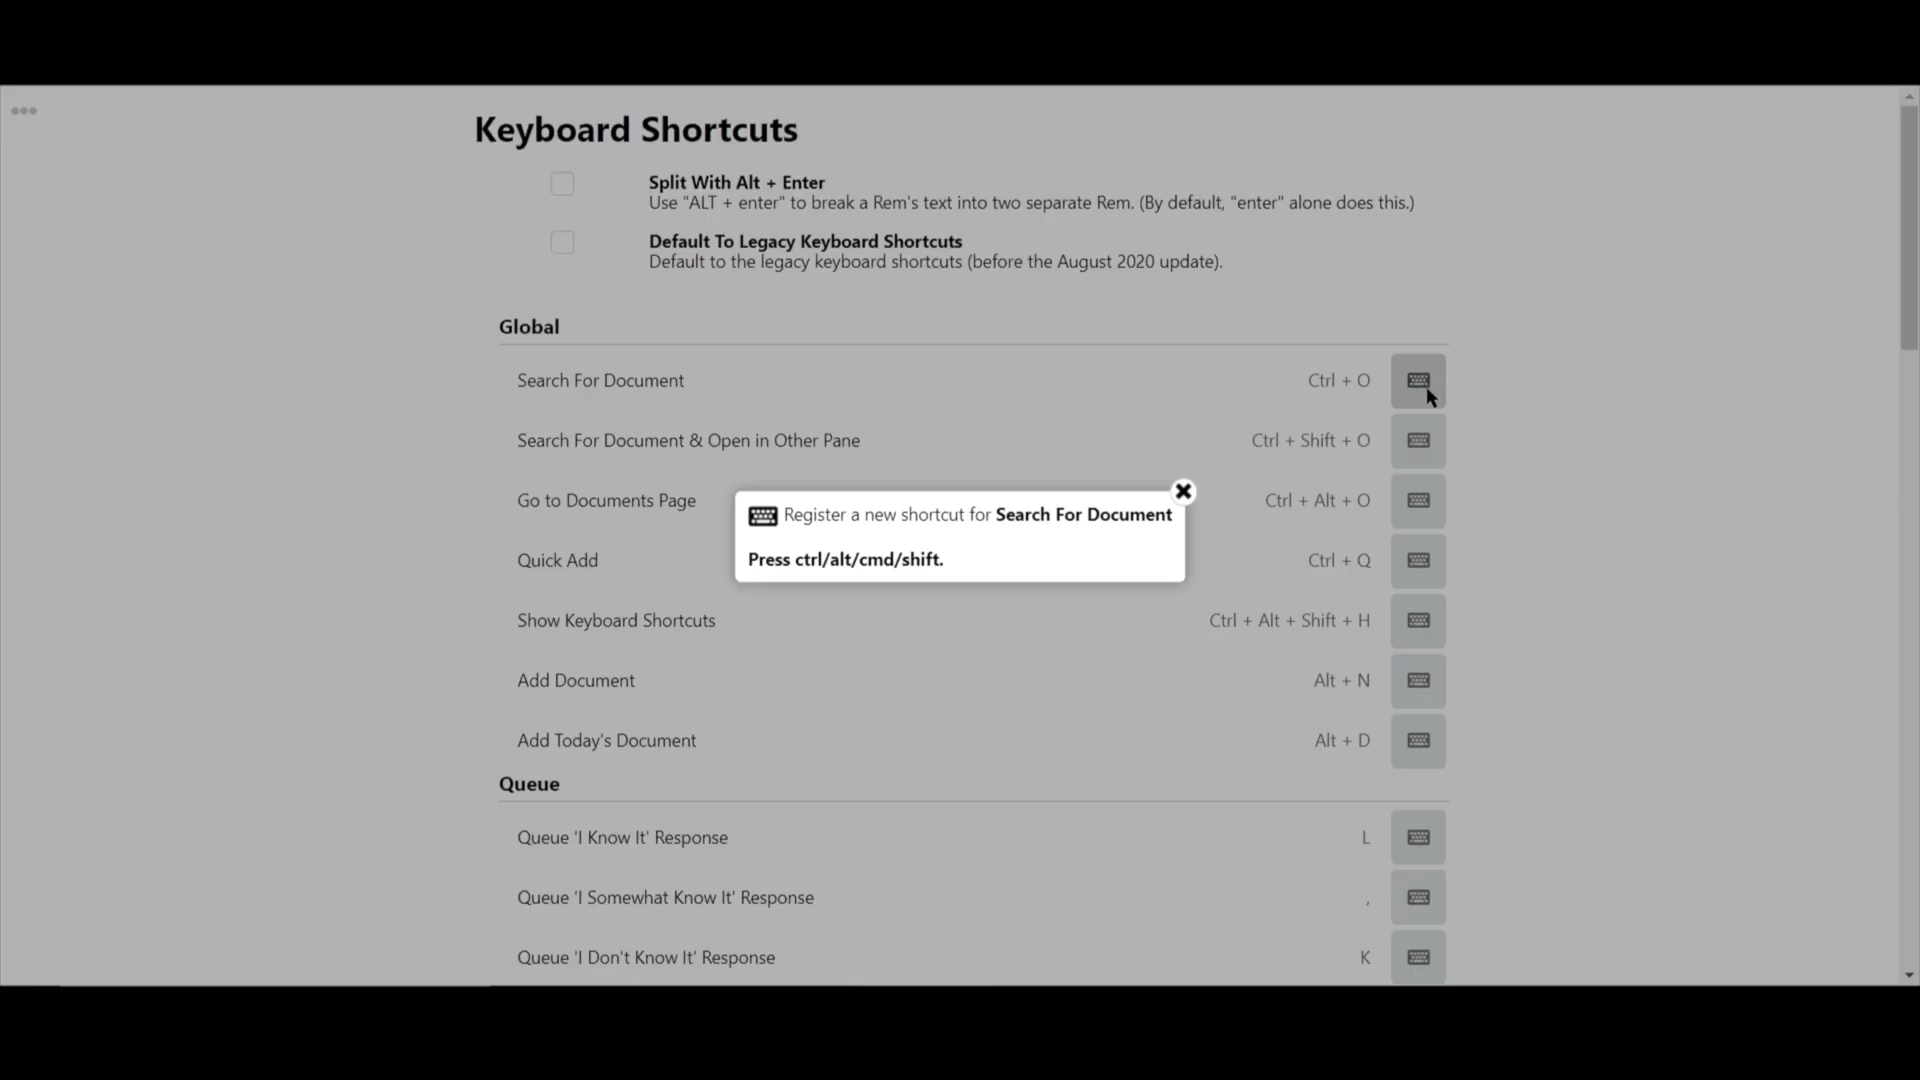 Keyboard Shortcuts
Split With Alt + Enter
Use "ALT + enter" to break a Rem's text into two separate Rem. (By default, "enter" alone does this.)
Default To Legacy Keyboard Shortcuts
Default to the legacy keyboard shortcuts (before the August 2020 update).
Global
Search For Document Ctrl + O
Search For Document & Open in Other Pane Ctrl + Shift + O
Go to Documents Page Ctrl + Alt + O
Register a new shortcut for Search For Document
Press ctrl/alt/cmd/shift.
Quick Add Ctrl + Q
Show Keyboard Shortcuts Ctrl + Alt + Shift + H
Add Document Alt + N
Add Today's Document Alt + D
Queue
Queue 'I Know It' Response L
Queue 'I Somewhat Know It' Response ,
Queue 'I Don't Know It' Response K